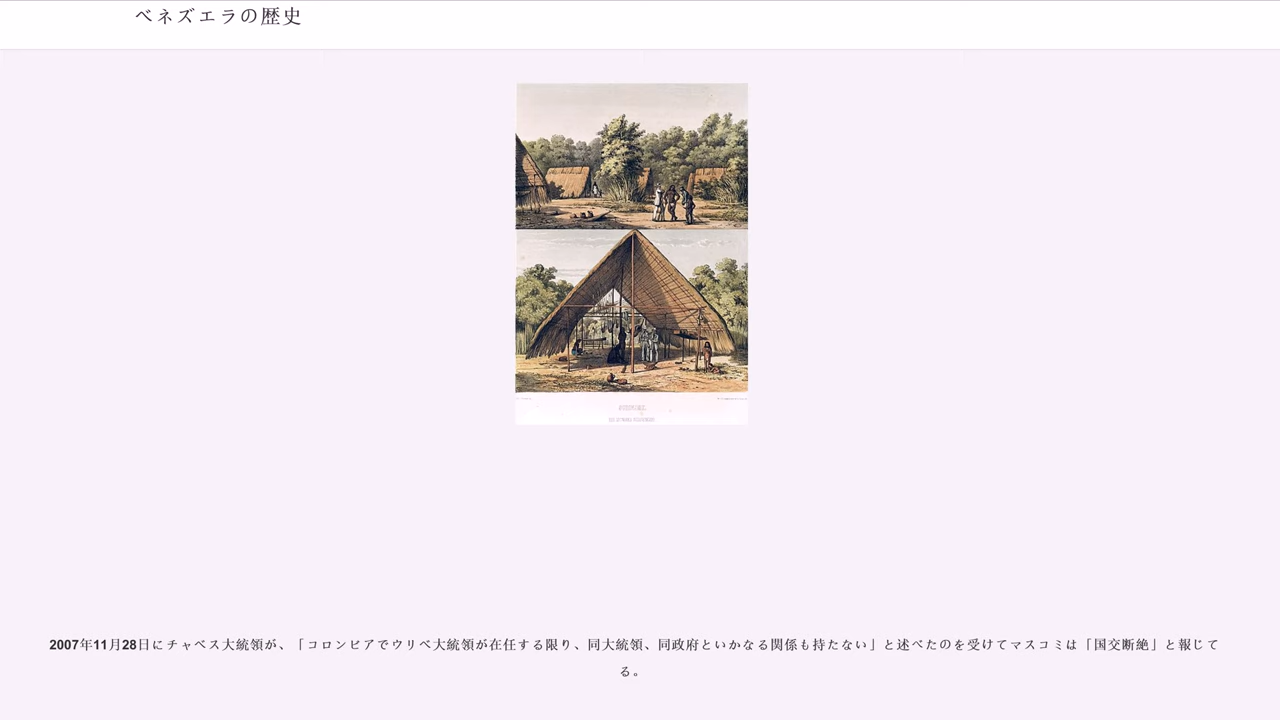 ベネズエラの歴史
2007年11月28日にチャベス大統領が、「コロンビアでウリベ大統領が在任する限り、同大統領、同政府といかなる関係も持たない」と述べたのを受けてマスコミは「国交断絶」と報じて
る。